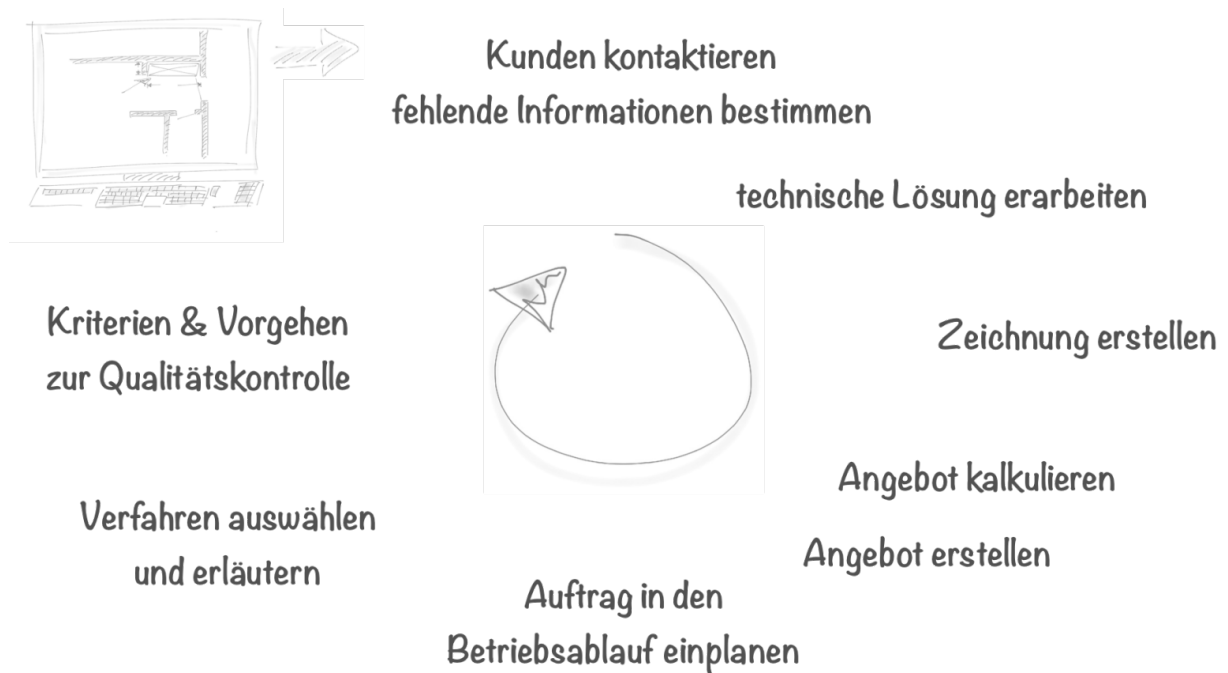 Kunden kontaktieren
fehlende Informationen bestimmen
technische Lösung erarbeiten
Zeichnung erstellen
Angebot kalkulieren
Angebot erstellen
Auftrag in den
Betriebsablauf einplanen
Verfahren auswählen
und erläutern
Kriterien & Vorgehen
zur Qualitätskontrolle